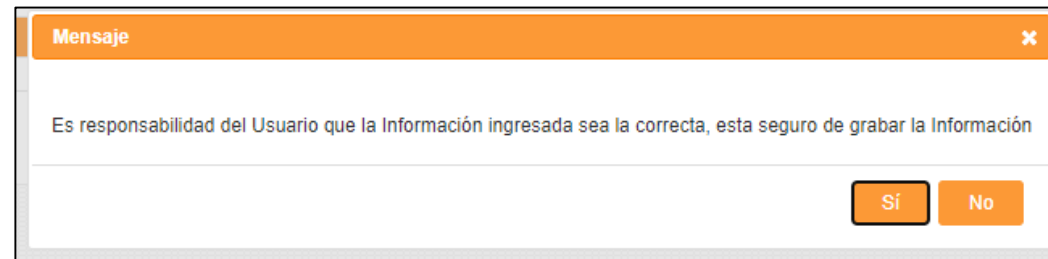 Mensaje
Es responsabilidad del Usuario que la Información ingresada sea la correcta, esta seguro de grabar la Información
Sí No